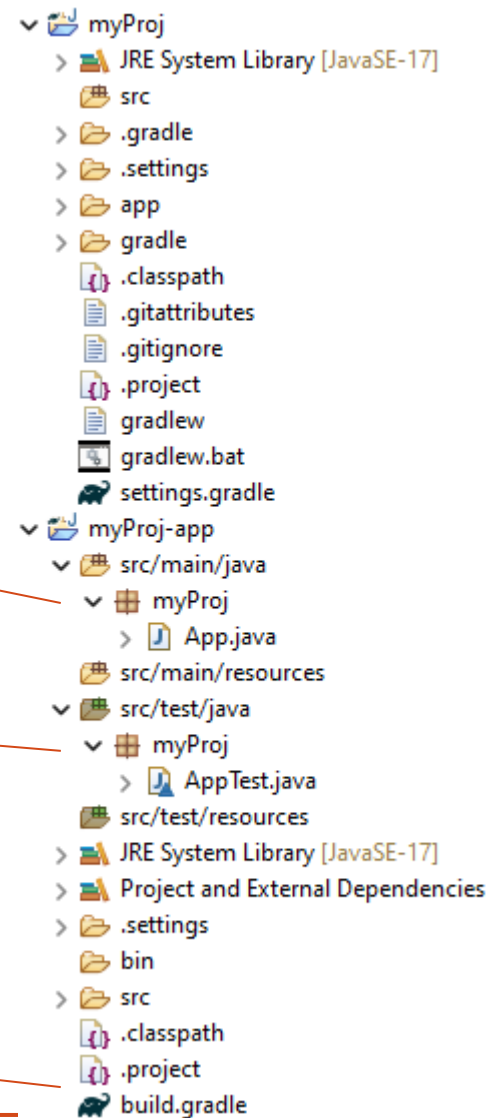 myProj
JRE System Library [JavaSE-17]
src
.gradle
.settings
app
gradle
.classpath
.gitattributes
.gitignore
.project
gradlew
gradlew.bat
settings.gradle
myProj-app
src/main/java
myProj
App.java
src/main/resources
src/test/java
myProj
AppTest.java
src/test/resources
JRE System Library [JavaSE-17]
Project and External Dependencies
.settings
bin
src
.classpath
.project
build.gradle